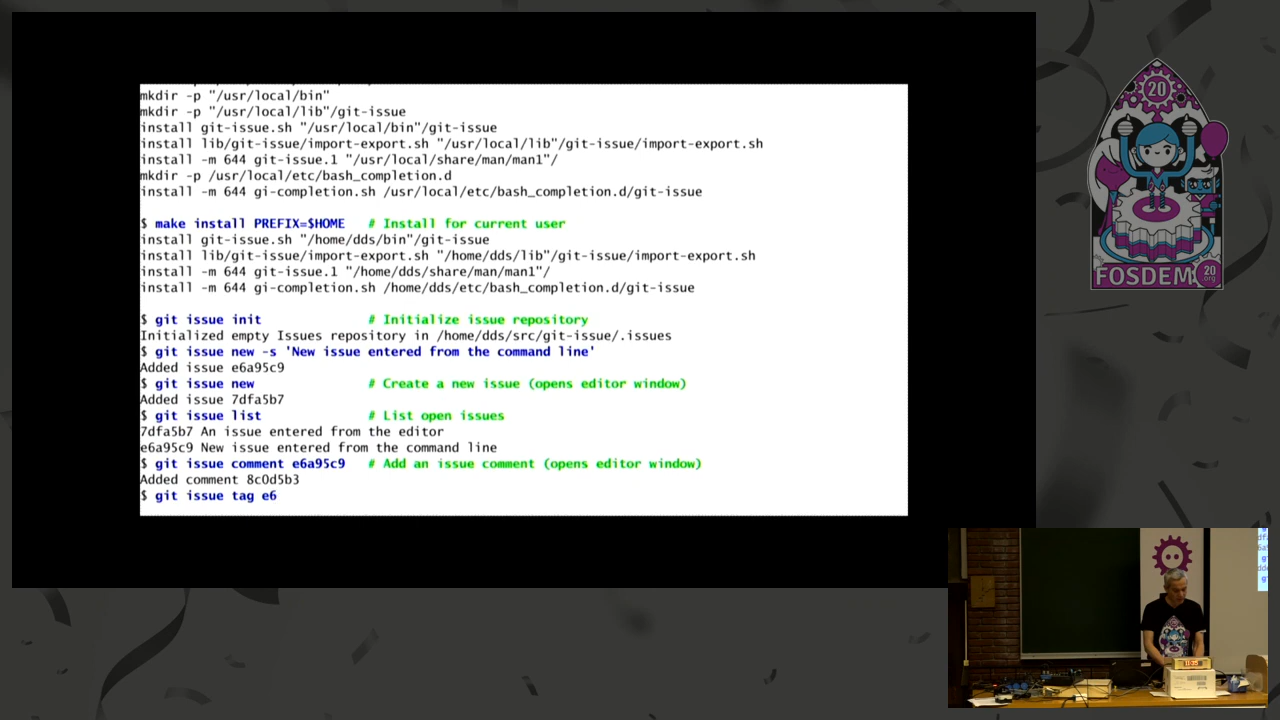 mkdir -p "/usr/local/bin"
mkdir -p "/usr/local/lib"/git-issue
install git-issue.sh "/usr/local/bin"/git-issue
install lib/git-issue/import-export.sh "/usr/local/lib"/git-issue/import-export.sh
install -m 644 git-issue.1 "/usr/local/share/man/man1"/
mkdir -p /usr/local/etc/bash_completion.d
install -m 644 gi-completion.sh /usr/local/etc/bash_completion.d/git-issue
$ make install PREFIX=$HOME # Install for current user
install git-issue.sh "/home/dds/bin"/git-issue
install lib/git-issue/import-export.sh "/home/dds/lib"/git-issue/import-export.sh
install -m 644 git-issue.1 "/home/dds/share/man/man1"/
install -m 644 gi-completion.sh /home/dds/etc/bash_completion.d/git-issue
$ git issue init # Initialize issue repository
Initialized empty Issues repository in /home/dds/src/git-issue/.issues
$ git issue new -s 'New issue entered from the command line'
Added issue e6a95c9
$ git issue new # Create a new issue (opens editor window)
Added issue 7dfa5b7
$ git issue list # List open issues
7dfa5b7 An issue entered from the editor
e6a95c9 New issue entered from the command line
$ git issue comment e6a95c9 # Add an issue comment (opens editor window)
Added comment 8c0d5b3
$ git issue tag e6
20
FOSDEM
20
.org